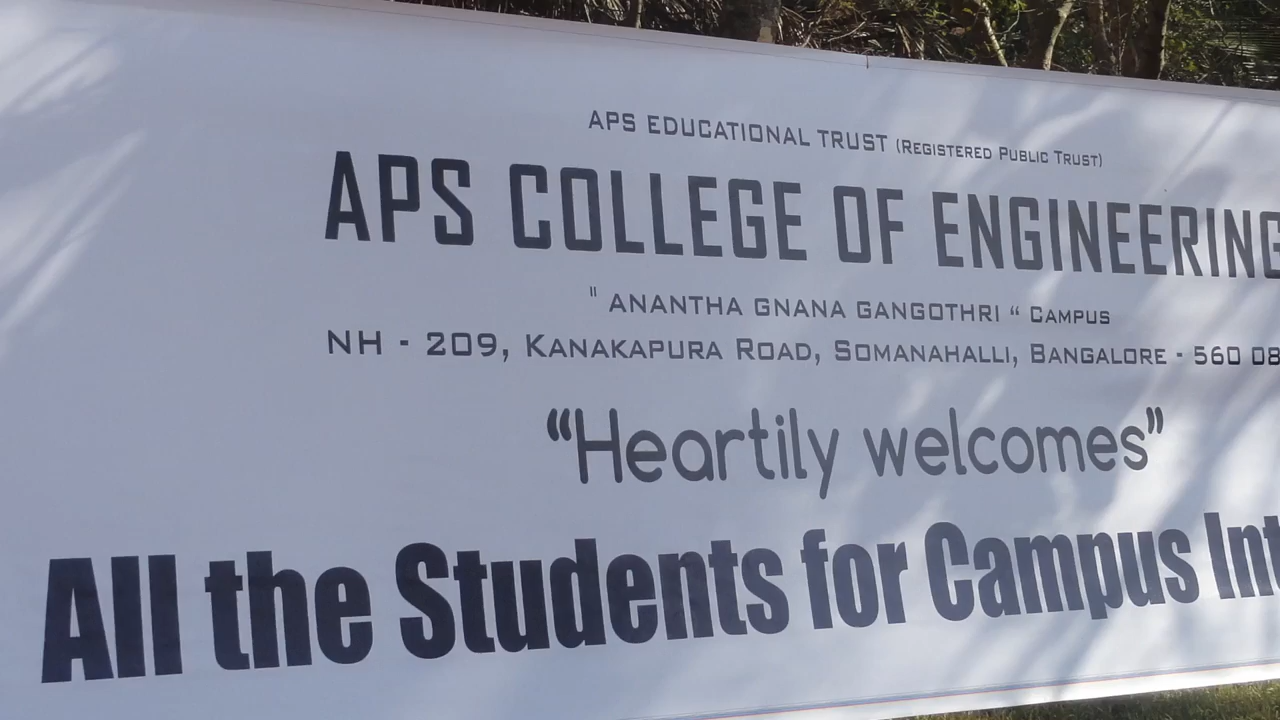 APS EDUCATIONAL TRUST (REGISTERED PUBLIC TRUST)
APS COLLEGE OF ENGINEERING
" ANANTHA GNANA GANGOTHRI “ CAMPUS
NH - 209, KANAKAPURA ROAD, SOMANAHALLI, BANGALORE - 560 08
“Heartily welcomes”
All the Students for Campus Int